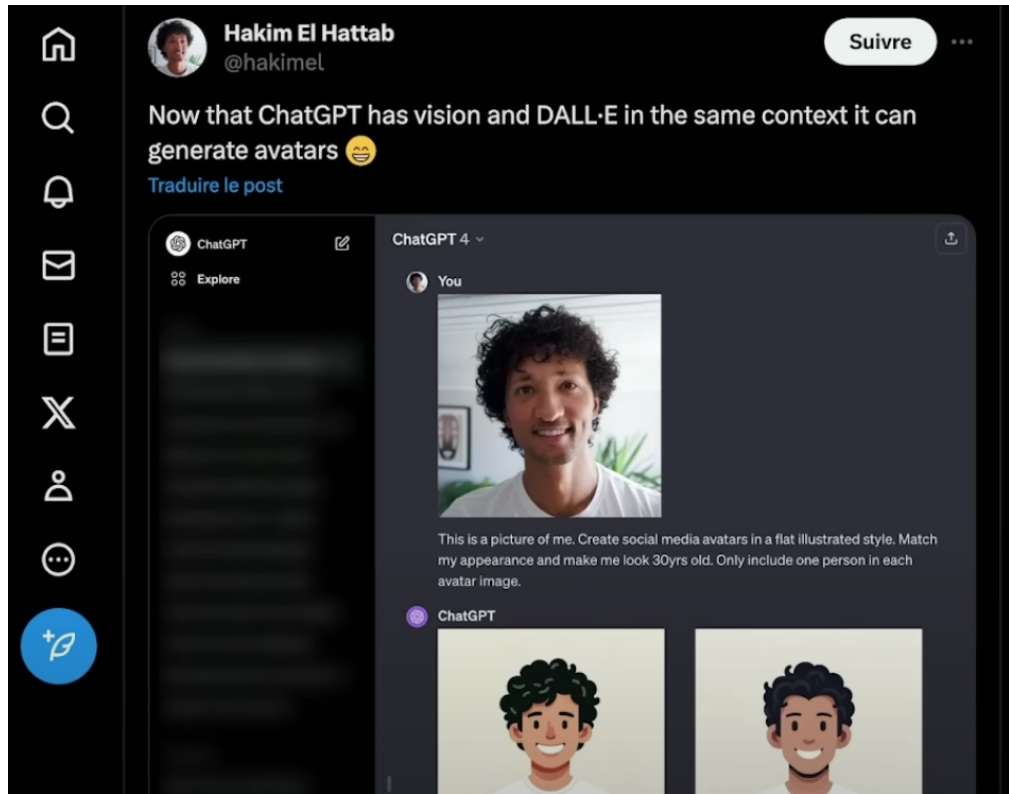 Hakim El Hattab
@hakimel
Suivre
Now that ChatGPT has vision and DALL·E in the same context it can
generate avatars 😁
Traduire le post
ChatGPT
Explore
ChatGPT 4
You
This is a picture of me. Create social media avatars in a flat illustrated style. Match
my appearance and make me look 30yrs old. Only include one person in each
avatar image.
ChatGPT